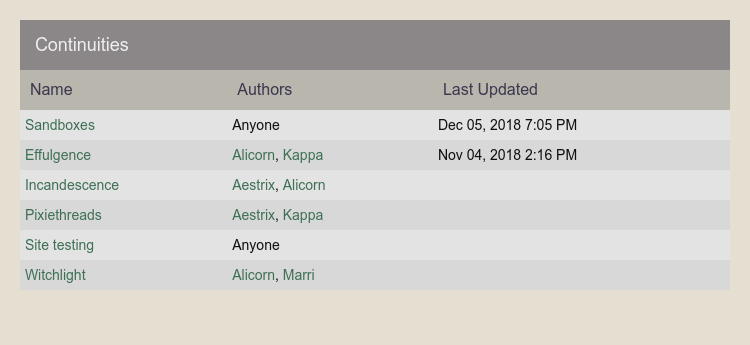 Continuities
Name Authors Last Updated
Sandboxes Anyone Dec 05, 2018 7:05 PM
Effulgence Alicorn, Kappa Nov 04, 2018 2:16 PM
Incandescence Aestrix, Alicorn
Pixiethreads Aestrix, Kappa
Site testing Anyone
Witchlight Alicorn, Marri